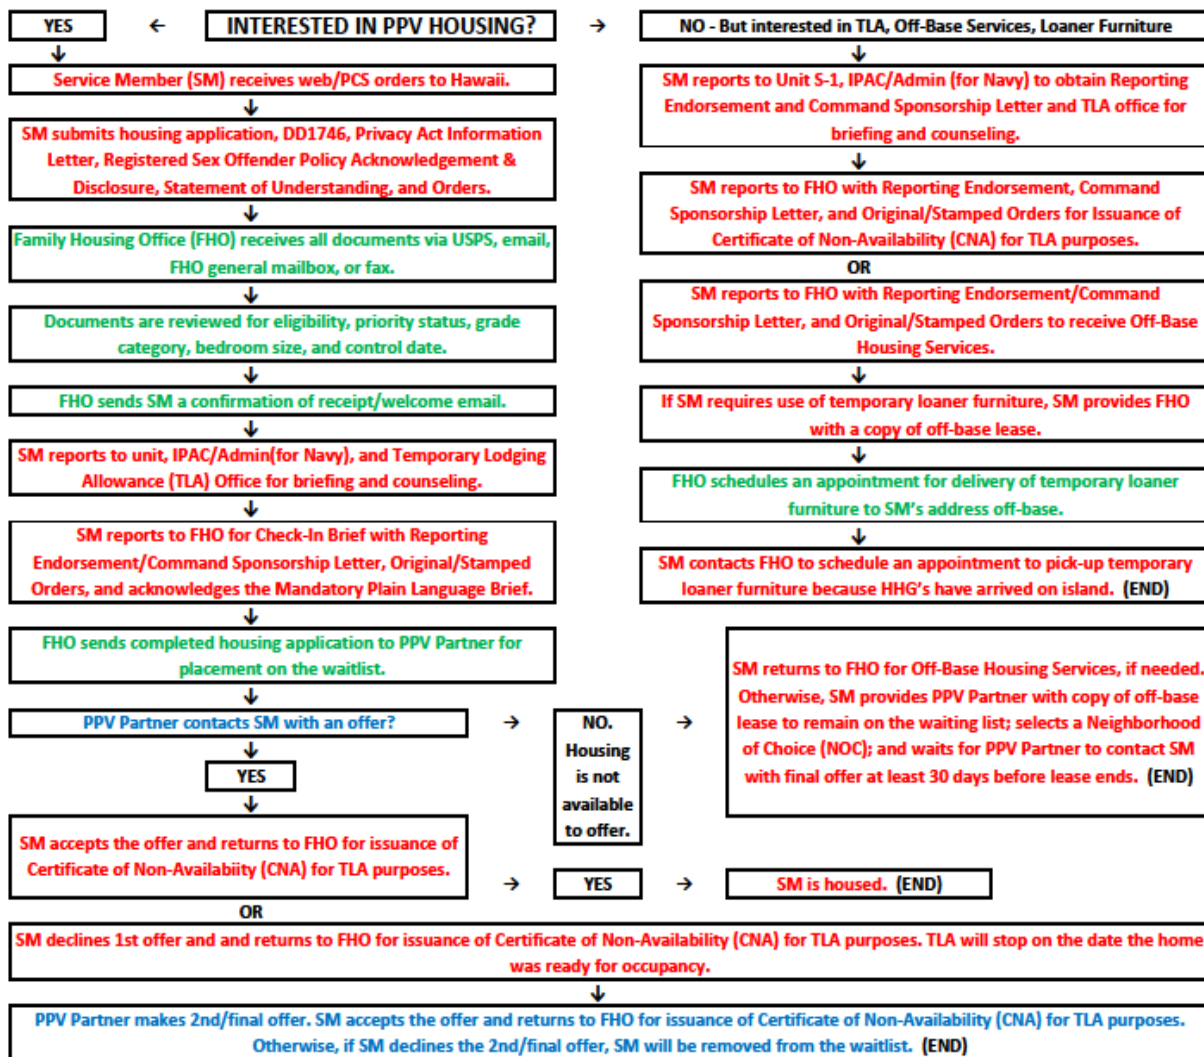 YES
←
INTERESTED IN PPV HOUSING?
→
NO - But interested in TLA, Off-Base Services, Loaner Furniture
↓
Service Member (SM) receives web/PCS orders to Hawaii.
↓
SM submits housing application, DD1746, Privacy Act Information
Letter, Registered Sex Offender Policy Acknowledgement &
Disclosure, Statement of Understanding, and Orders.
↓
Family Housing Office (FHO) receives all documents via USPS, email,
FHO general mailbox, or fax.
↓
Documents are reviewed for eligibility, priority status, grade
category, bedroom size, and control date.
↓
FHO sends SM a confirmation of receipt/welcome email.
↓
SM reports to unit, IPAC/Admin(for Navy), and Temporary Lodging
Allowance (TLA) Office for briefing and counseling.
↓
SM reports to FHO for Check-In Brief with Reporting
Endorsement/Command Sponsorship Letter, Original/Stamped
Orders, and acknowledges the Mandatory Plain Language Brief.
↓
FHO sends completed housing application to PPV Partner for
placement on the waitlist.
↓
PPV Partner contacts SM with an offer?
↓
YES
↓
SM accepts the offer and returns to FHO for issuance of
Certificate of Non-Availabiity (CNA) for TLA purposes.
↓
SM reports to Unit S-1, IPAC/Admin (for Navy) to obtain Reporting
Endorsement and Command Sponsorship Letter and TLA office for
briefing and counseling.
↓
SM reports to FHO with Reporting Endorsement, Command
Sponsorship Letter, and Original/Stamped Orders for Issuance of
Certificate of Non-Availability (CNA) for TLA purposes.
OR
↓
SM reports to FHO with Reporting Endorsement/Command
Sponsorship Letter, and Original/Stamped Orders to receive Off-Base
Housing Services.
↓
If SM requires use of temporary loaner furniture, SM provides FHO
with a copy of off-base lease.
↓
FHO schedules an appointment for delivery of temporary loaner
furniture to SM's address off-base.
↓
SM contacts FHO to schedule an appointment to pick-up temporary
loaner furniture because HHG's have arrived on island. (END)
→
NO.
Housing
is not
available
to offer.
→
SM returns to FHO for Off-Base Housing Services, if needed.
Otherwise, SM provides PPV Partner with copy of off-base
lease to remain on the waiting list; selects a Neighborhood
of Choice (NOC); and waits for PPV Partner to contact SM
with final offer at least 30 days before lease ends. (END)
→
YES
→
SM is housed. (END)
OR
SM declines 1st offer and and returns to FHO for issuance of Certificate of Non-Availability (CNA) for TLA purposes. TLA will stop on the date the home
was ready for occupancy.
↓
PPV Partner makes 2nd/final offer. SM accepts the offer and returns to FHO for issuance of Certificate of Non-Availability (CNA) for TLA purposes.
Otherwise, if SM declines the 2nd/final offer, SM will be removed from the waitlist. (END)